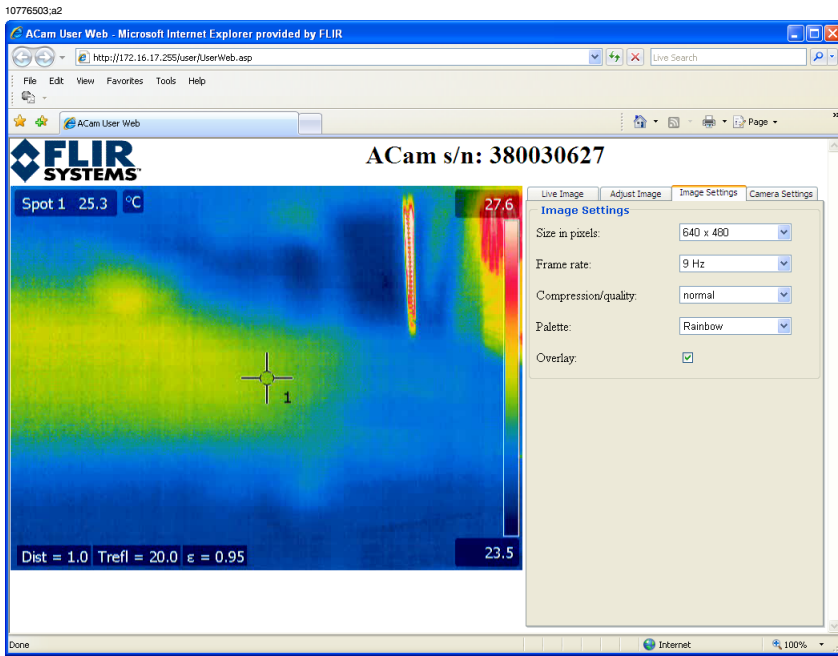 10776503;a2
ACam User Web - Microsoft Internet Explorer provided by FLIR
http://172.16.17.255/user/UserWeb.asp
Live Search
File Edit View Favorites Tools Help
ACam User Web
Page
FLIR
SYSTEMS
ACam s/n: 380030627
Live Image Adjust Image Image Settings Camera Settings
Spot 1 25.3 °C
27.6
Image Settings
Size in pixels: 640 x 480
Frame rate: 9 Hz
Compression/quality: normal
Palette: Rainbow
Overlay:
1
Dist = 1.0 Trefl = 20.0 ε = 0.95
23.5
Done
Internet
100%